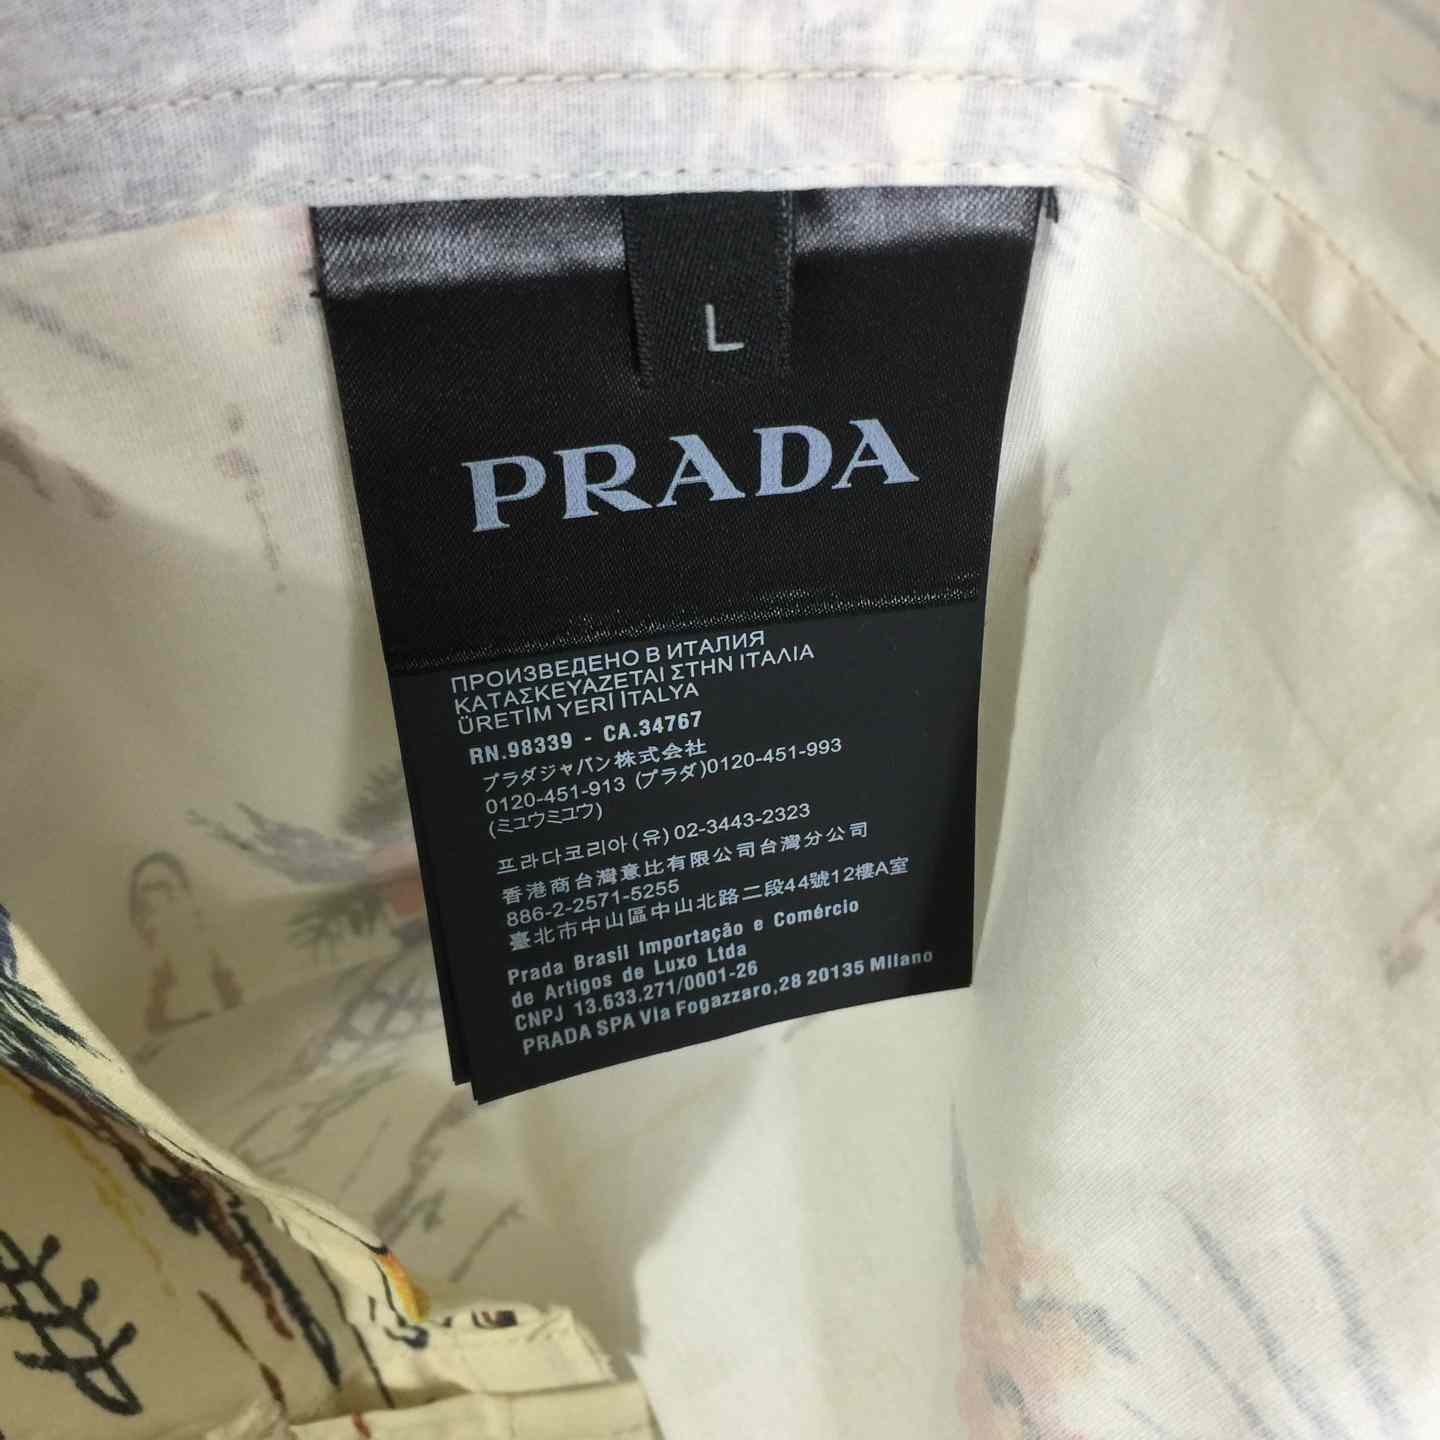 L
PRADA
ПРОИЗВЕДЕНО В ИТАЛИЯ
ΚΑΤΑΣΚΕΥΑΖΕΤΑΙ ΣΤΗΝ ΙΤΑΛΙΑ
ÜRETİM YERİ İTALYA
RN.98339 - CA.34767
プラダジャパン株式会社
0120-451-913 (プラダ)0120-451-993
(ミュウミュウ)
프라다코리아(유) 02-3443-2323
香港商台灣意比有限公司台灣分公司
886-2-2571-5255
臺北市中山區中山北路二段44號12樓A室
Prada Brasil Importação e Comércio
de Artigos de Luxo Ltda
CNPJ 13.633.271/0001-26
PRADA SPA Via Fogazzaro,28 20135 Milano